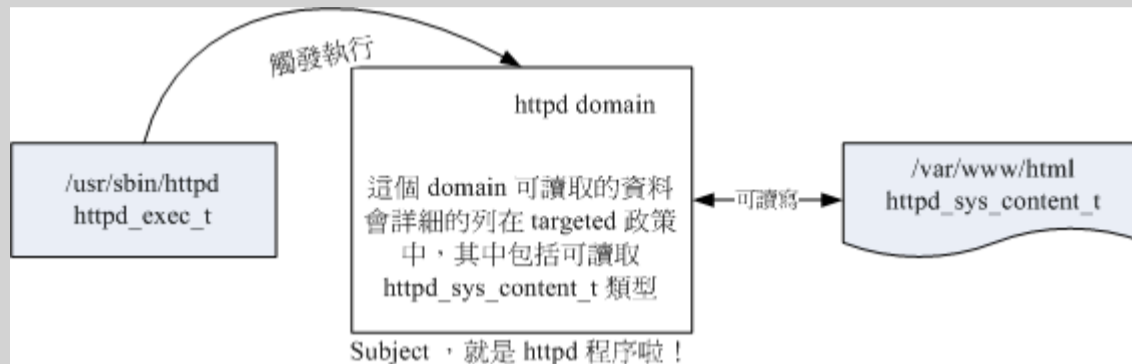 觸發執行
/usr/sbin/httpd
httpd_exec_t
httpd domain
這個 domain 可讀取的資料
會詳細的列在 targeted 政策
中，其中包括可讀取
httpd_sys_content_t 類型
可讀寫
/var/www/html
httpd_sys_content_t
Subject ，就是 httpd 程序啦！